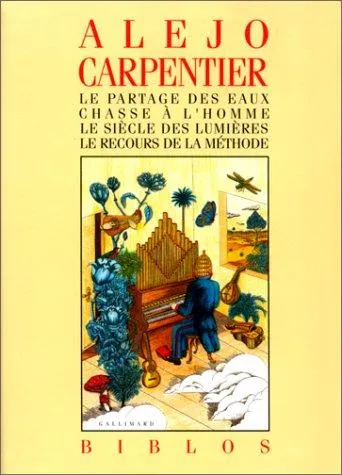 ALEJO
CARPENTIER
LE PARTAGE DES EAUX
CHASSE À L'HOMME
LE SIÈCLE DES LUMIÈRES
LE RECOURS DE LA MÉTHODE
GALLIMARD
BIBLOS